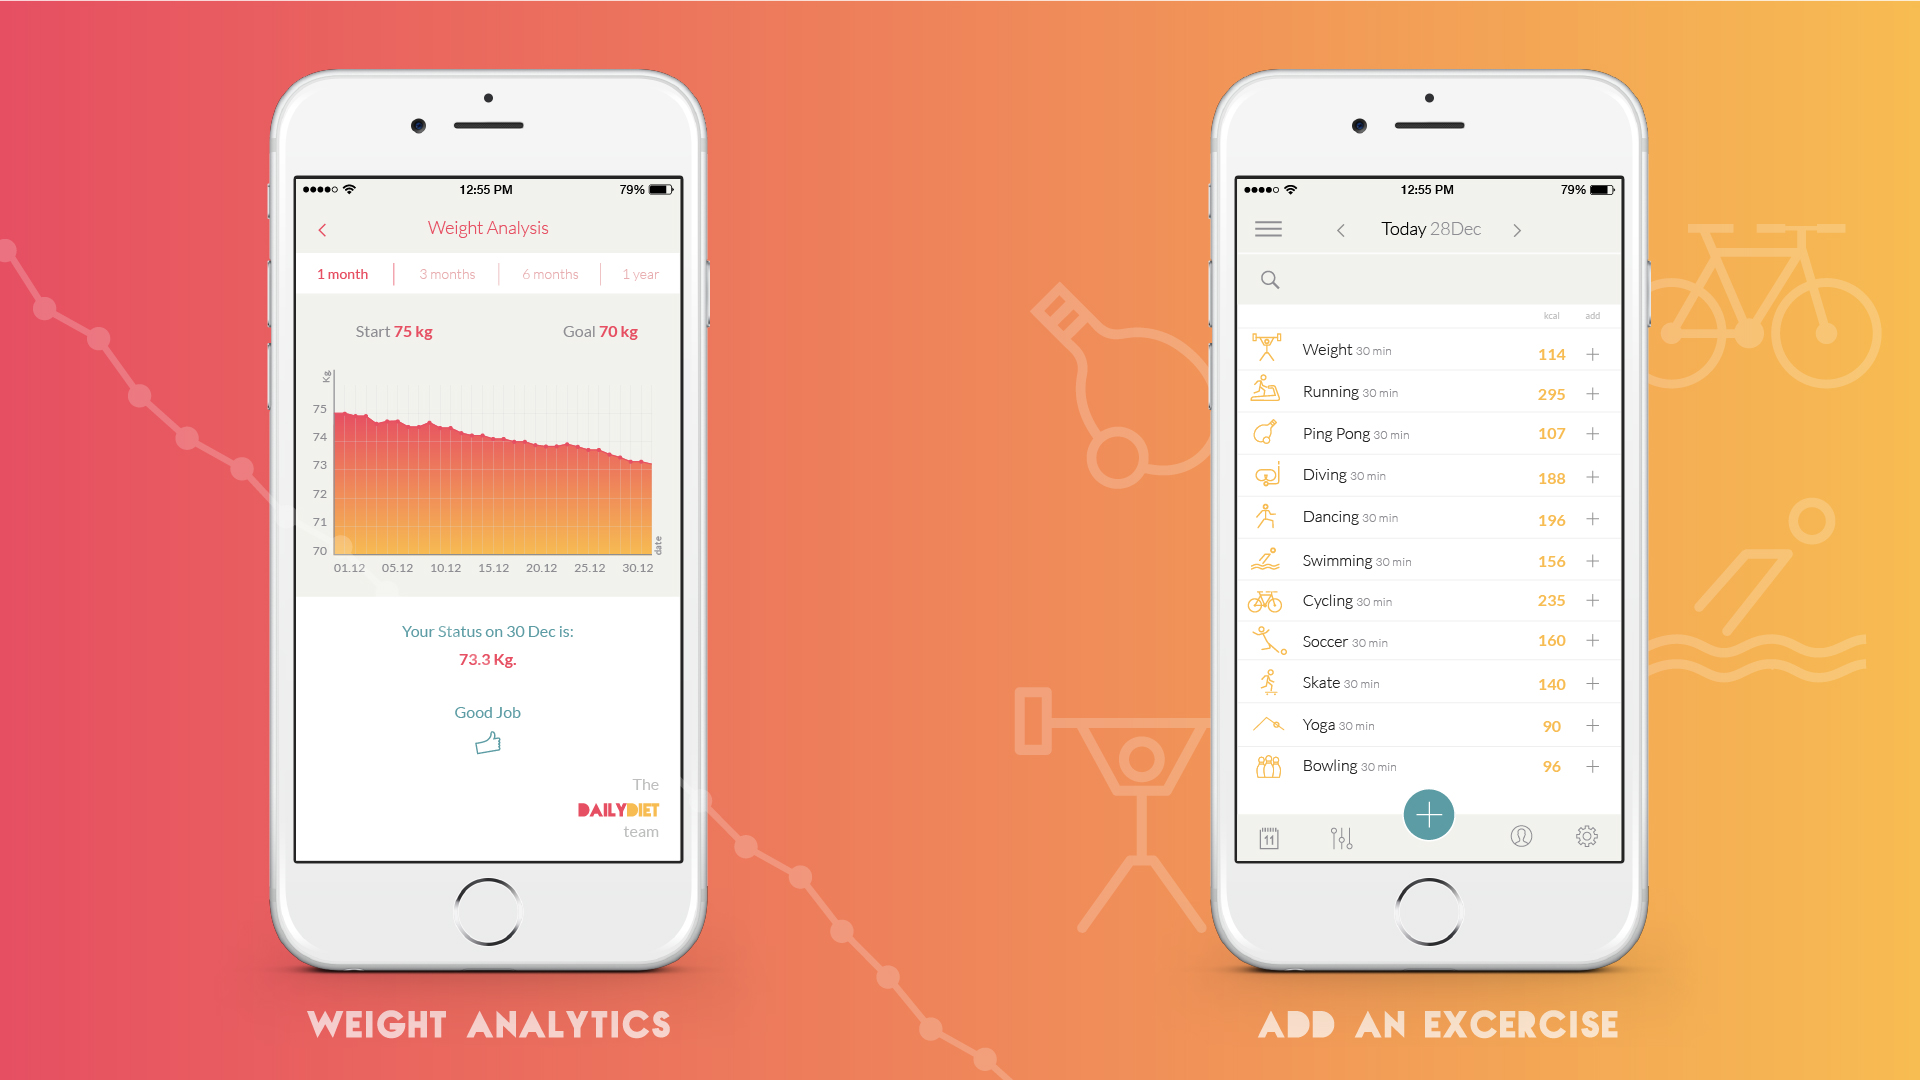 12:55 PM
79%
Weight Analysis
1 month
3 months
6 months
1 year
Start 75 kg
Goal 70 kg
Kg
75
74
73
72
71
70
date
01.12 05.12 10.12 15.12 20.12 25.12 30.12
Your Status on 30 Dec is:
73.3 Kg.
Good Job
The
DAILYDIET
team
WEIGHT ANALYTICS
12:55 PM
79%
Today 28Dec
kcal add
Weight 30 min 114 +
Running 30 min 295 +
Ping Pong 30 min 107 +
Diving 30 min 188 +
Dancing 30 min 196 +
Swimming 30 min 156 +
Cycling 30 min 235 +
Soccer 30 min 160 +
Skate 30 min 140 +
Yoga 30 min 90 +
Bowling 30 min 96 +
11
ADD AN EXCERCISE